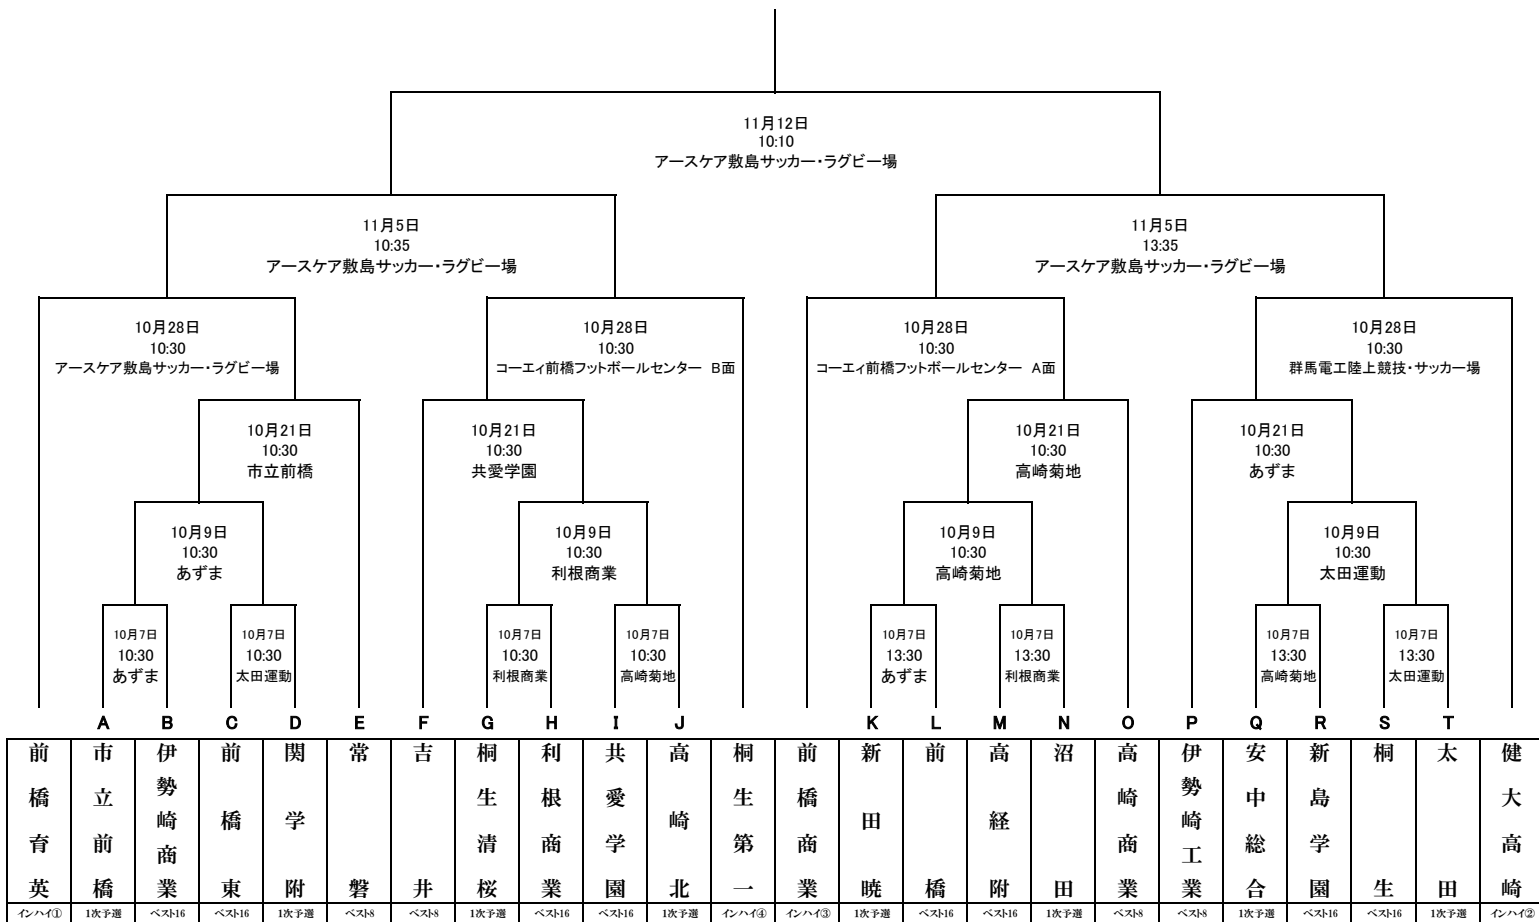 11月12日
10:10
アースケア敷島サッカー・ラグビー場
11月5日
10:35
アースケア敷島サッカー・ラグビー場
11月5日
13:35
アースケア敷島サッカー・ラグビー場
10月28日
10:30
アースケア敷島サッカー・ラグビー場
10月28日
10:30
コーエィ前橋フットボールセンター B面
10月28日
10:30
コーエィ前橋フットボールセンター A面
10月28日
10:30
群馬電工陸上競技・サッカー場
10月21日
10:30
市立前橋
10月21日
10:30
共愛学園
10月21日
10:30
高崎菊地
10月21日
10:30
あずま
10月9日
10:30
あずま
10月9日
10:30
利根商業
10月9日
10:30
高崎菊地
10月9日
10:30
太田運動
10月7日
10:30
あずま
10月7日
10:30
太田運動
10月7日
10:30
利根商業
10月7日
10:30
高崎菊地
10月7日
13:30
あずま
10月7日
13:30
利根商業
10月7日
13:30
高崎菊地
10月7日
13:30
太田運動
A B C D E F G H I J K L M N O P Q R S T
前橋育英
市立前橋
伊勢崎商業
前橋東
関学附
常磐
吉井
桐生清桜
利根商業
共愛学園
高崎北
桐生第一
前橋商業
新田暁
前橋
高経附
沼田
高崎商業
伊勢崎工業
安中総合
新島学園
桐生
太田
健大高崎
インハイ① 1次予選 ベスト16 ベスト16 1次予選 ベスト8 ベスト8 1次予選 ベスト16 ベスト16 1次予選 インハイ④ インハイ③ 1次予選 ベスト16 ベスト16 1次予選 ベスト8 ベスト8 1次予選 ベスト16 ベスト16 1次予選 インハイ②